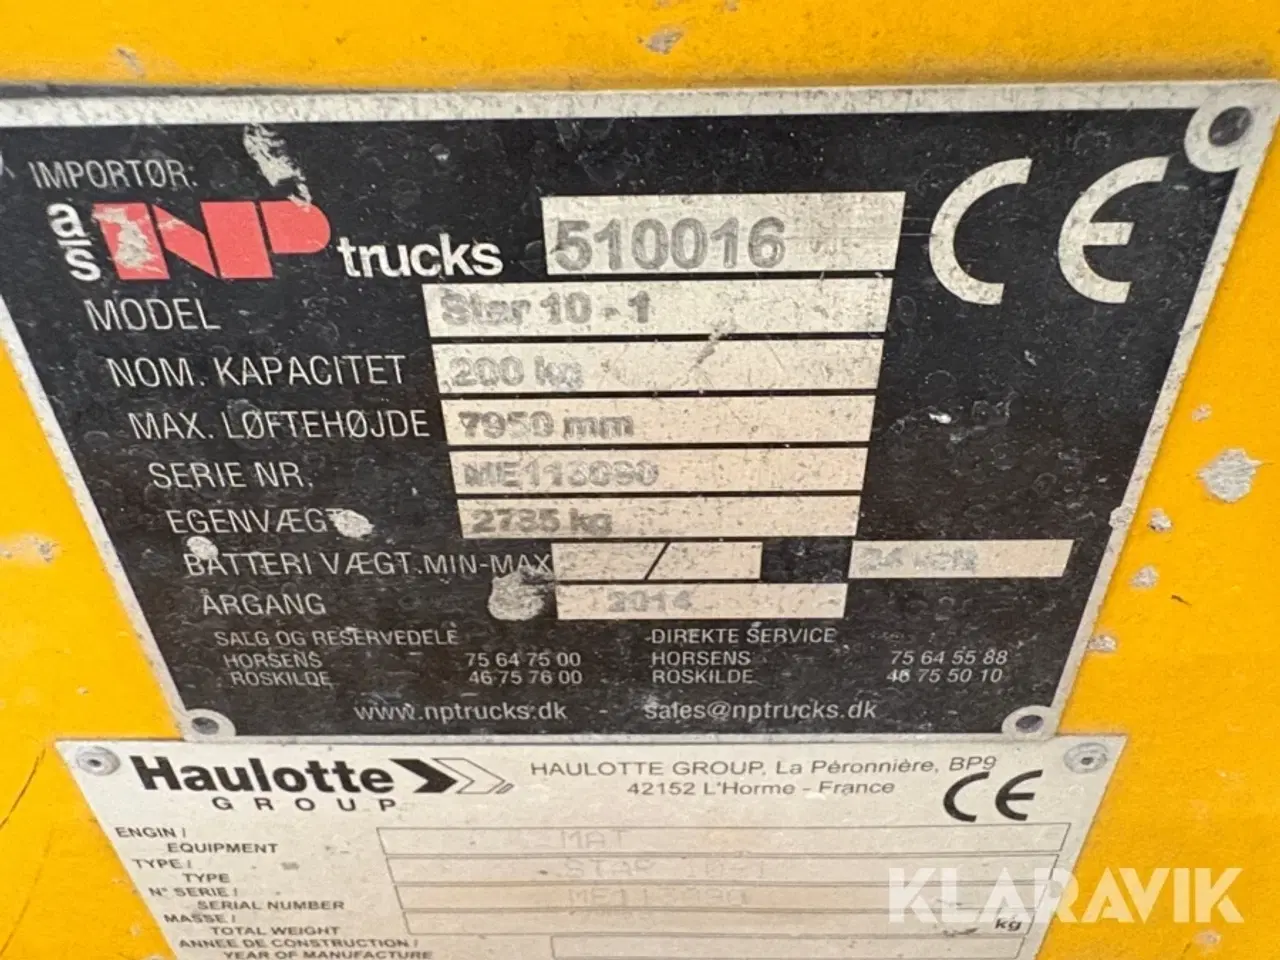 IMPORTØR:
a/s NP trucks 510016 CE
MODEL Star 10 - 1
NOM. KAPACITET 200 kg
MAX. LØFTEHØJDE 7950 mm
SERIE NR.
EGENVÆGT kg
BATTERI VÆGT.MIN-MAX / 24 volt
ÅRGANG 2014
SALG OG RESERVEDELE DIREKTE SERVICE
HORSENS 75 64 75 00 HORSENS 75 64 55 88
ROSKILDE 46 75 76 00 ROSKILDE 46 75 50 10
www.nptrucks.dk - sales@nptrucks.dk
Haulotte GROUP
HAULOTTE GROUP, La Péronnière, BP9
42152 L'Horme - France CE
ENGIN / EQUIPMENT MAT
TYPE / TYPE STAR
N° SERIE / SERIAL NUMBER
MASSE / TOTAL WEIGHT kg
ANNEE DE CONSTRUCTION / YEAR OF MANUFACTURE
KLARAVIK